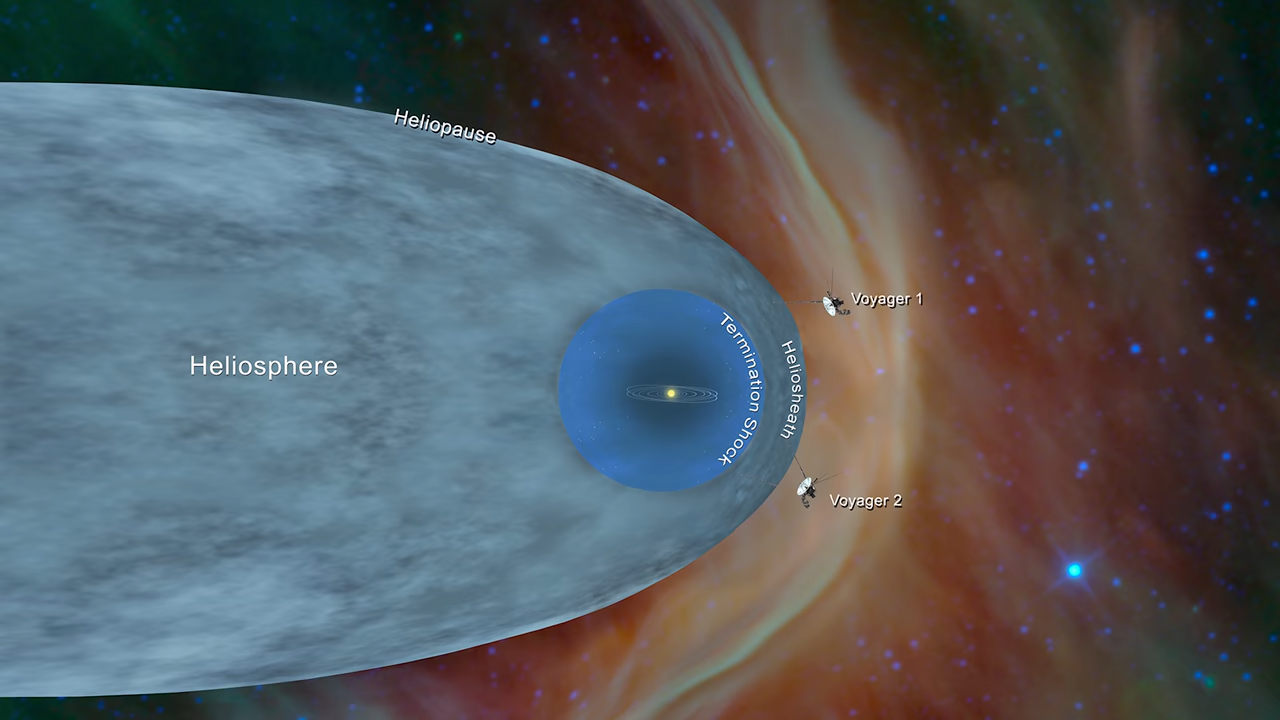 Heliopause
Voyager 1
Termination Shock
Heliosheath
Heliosphere
Voyager 2